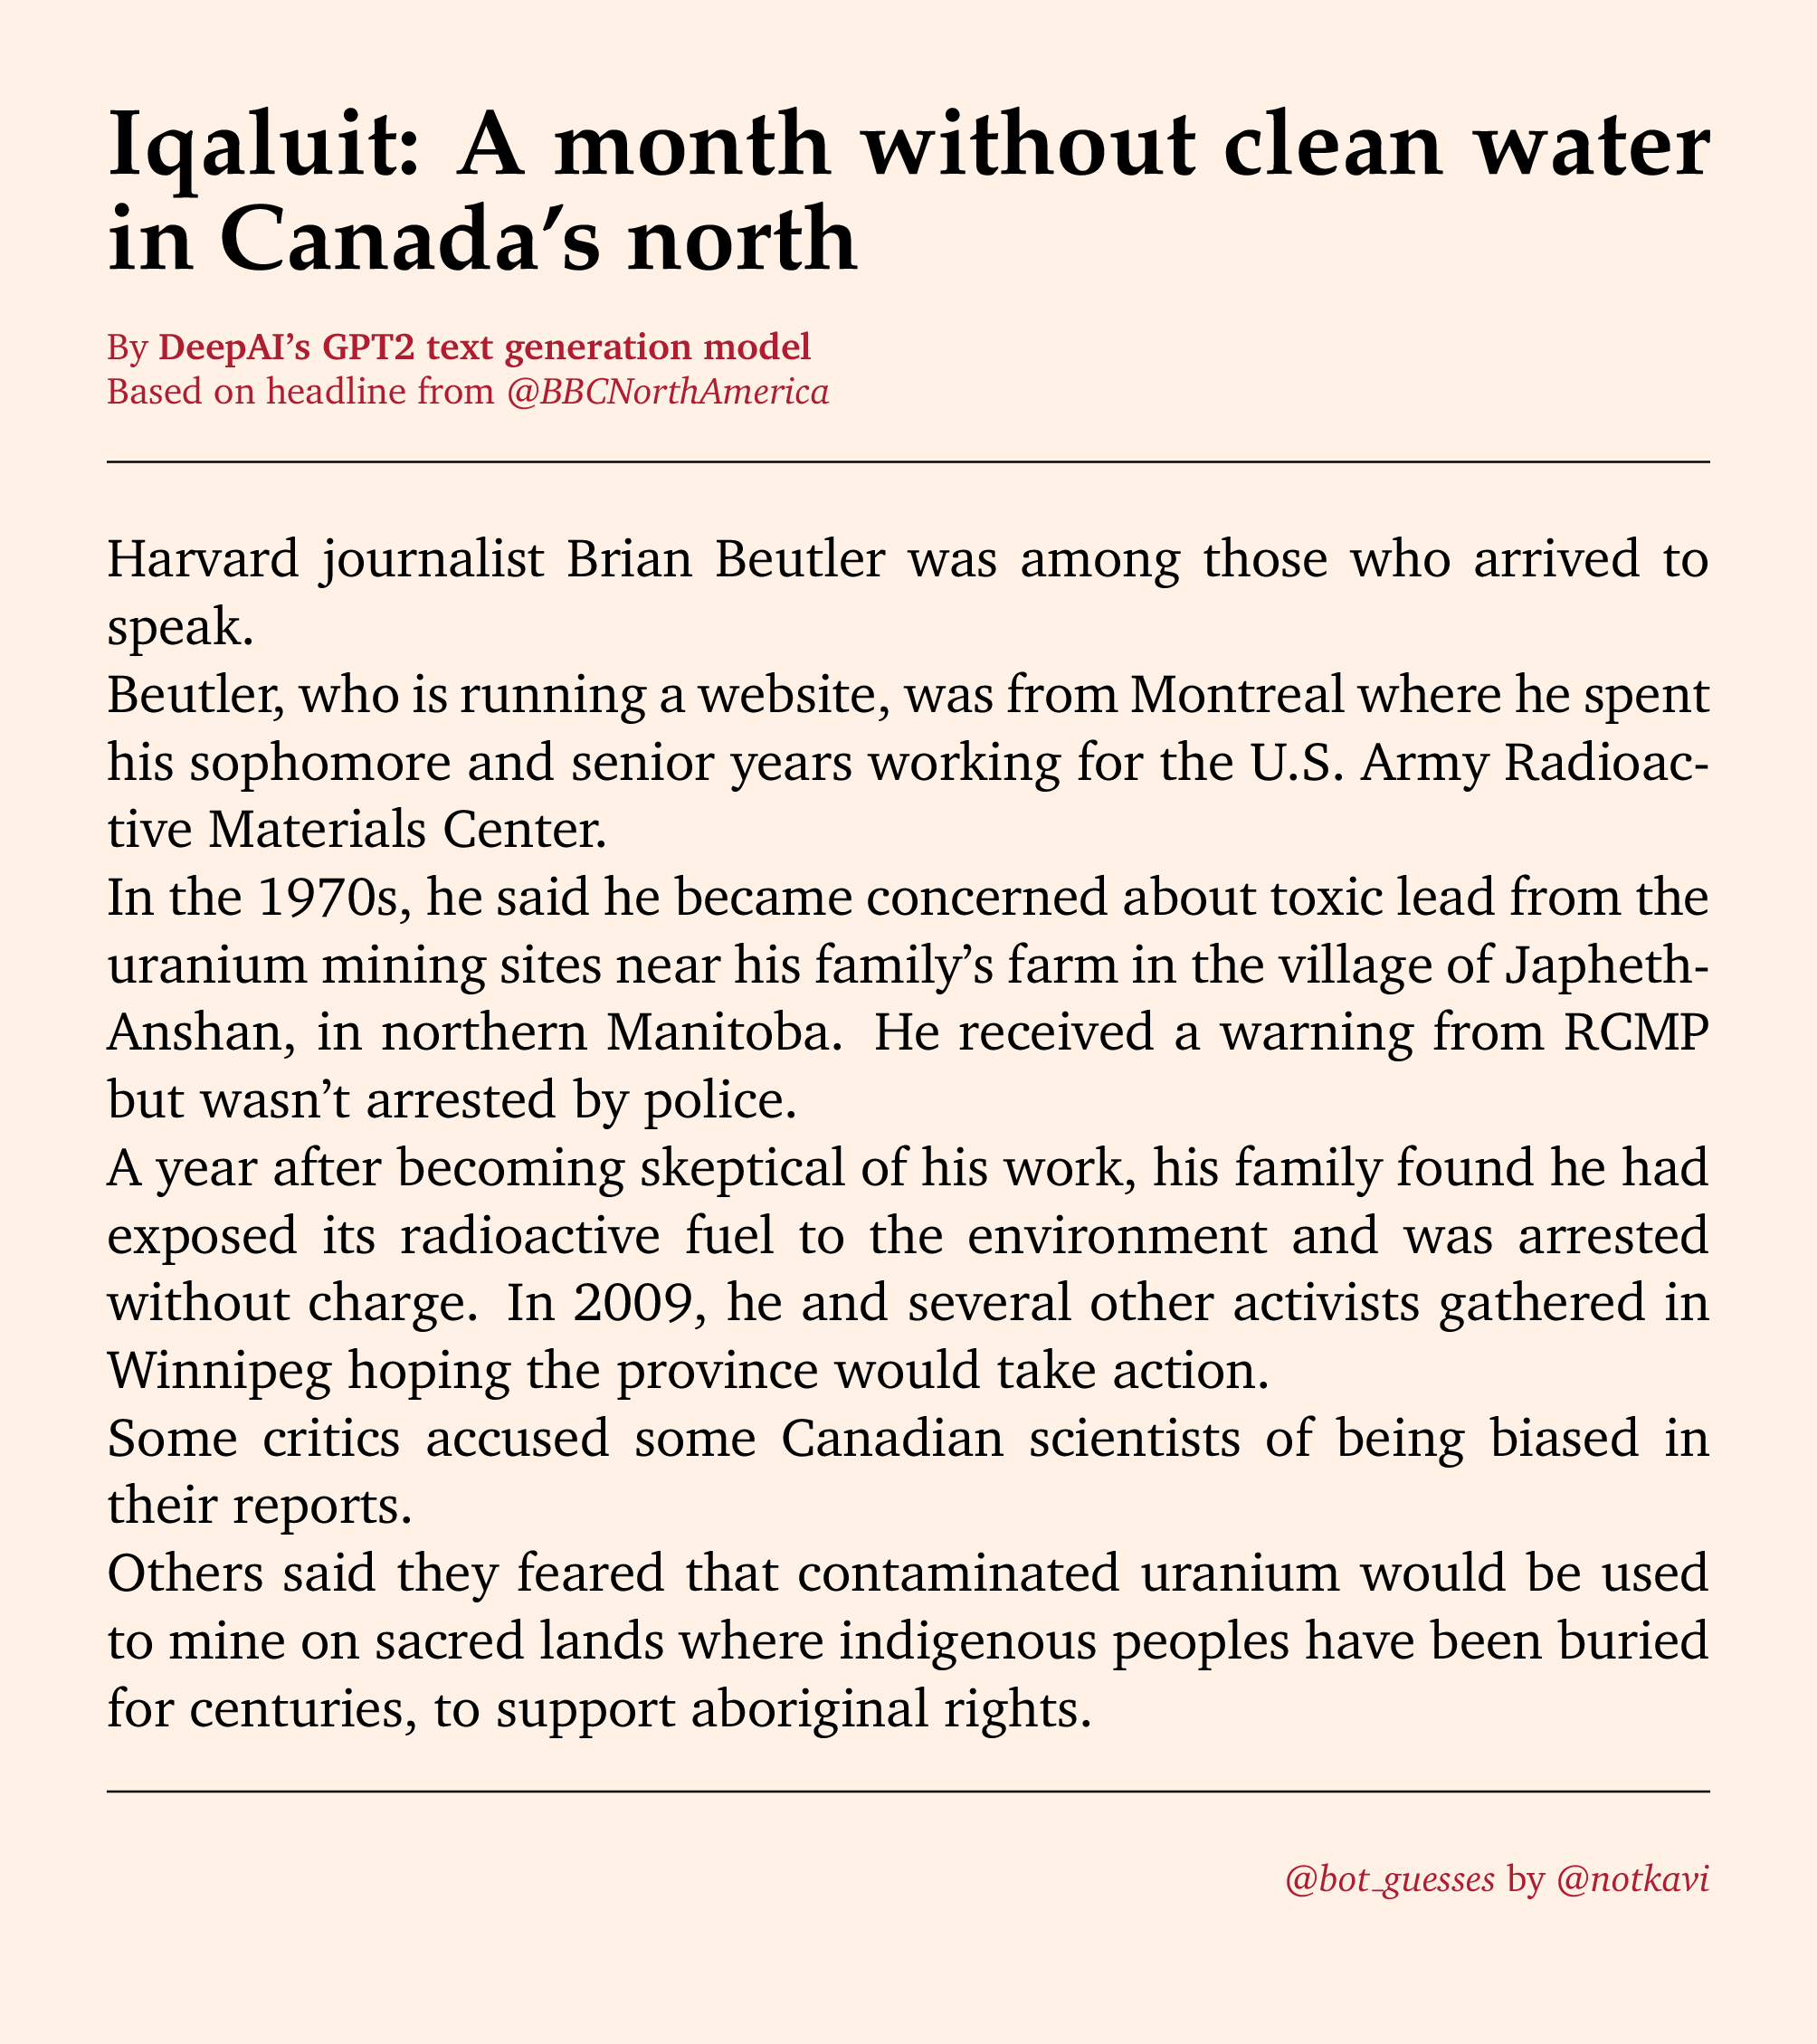 Iqaluit: A month without clean water
in Canada’s north
By DeepAI’s GPT2 text generation model
Based on headline from @BBCNorthAmerica
Harvard journalist Brian Beutler was among those who arrived to
speak.
Beutler, who is running a website, was from Montreal where he spent
his sophomore and senior years working for the U.S. Army Radioac-
tive Materials Center.
In the 1970s, he said he became concerned about toxic lead from the
uranium mining sites near his family’s farm in the village of Japheth-
Anshan, in northern Manitoba. He received a warning from RCMP
but wasn’t arrested by police.
A year after becoming skeptical of his work, his family found he had
exposed its radioactive fuel to the environment and was arrested
without charge. In 2009, he and several other activists gathered in
Winnipeg hoping the province would take action.
Some critics accused some Canadian scientists of being biased in
their reports.
Others said they feared that contaminated uranium would be used
to mine on sacred lands where indigenous peoples have been buried
for centuries, to support aboriginal rights.
@bot_guesses by @notkavi